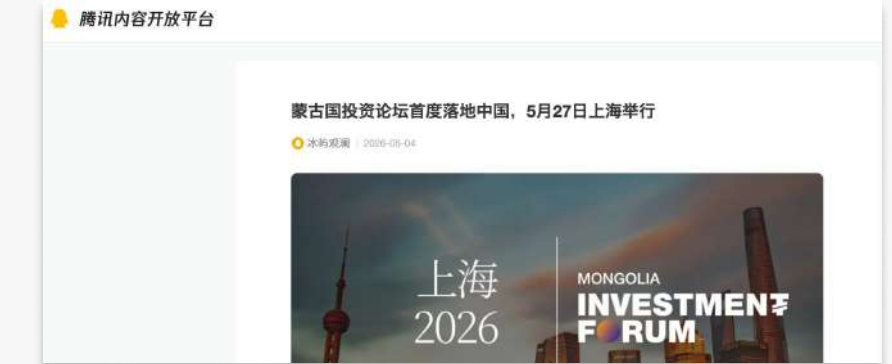 腾讯内容开放平台
蒙古国投资论坛首度落地中国，5月27日上海举行
冰屿观澜 | 2026-05-04
上海
2026
MONGOLIA
INVESTMEN₮
FORUM